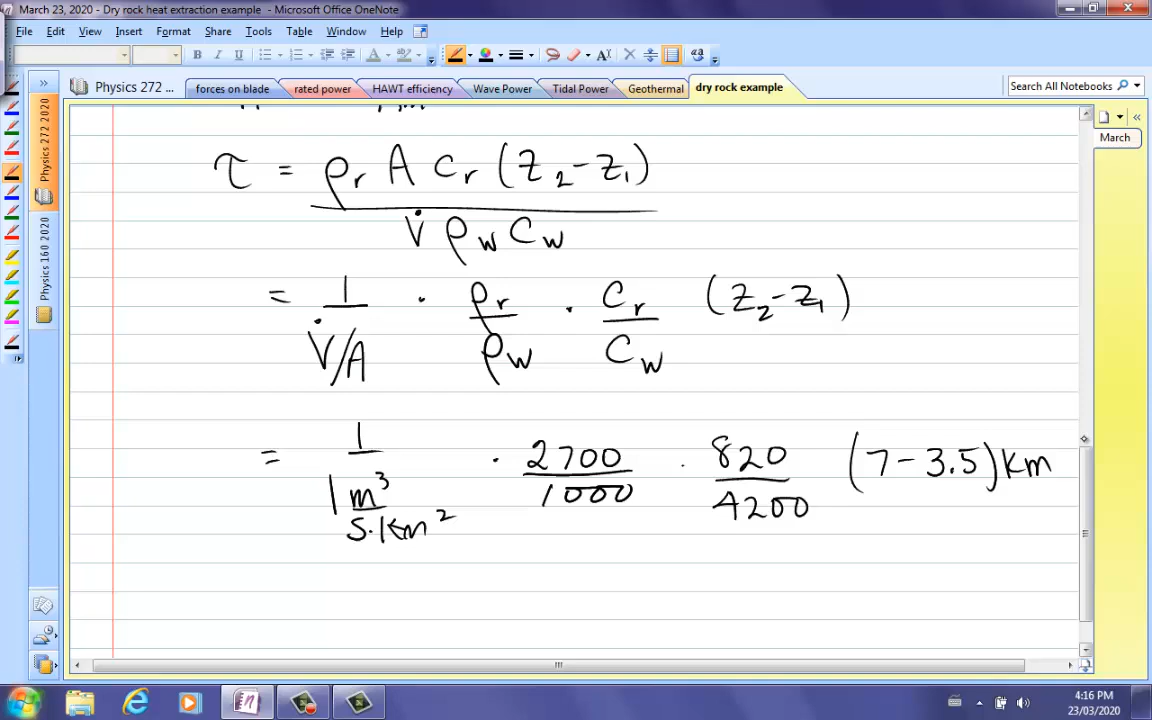 March 23, 2020 - Dry rock heat extraction example - Microsoft Office OneNote
File Edit View Insert Format Share Tools Table Window Help
Physics 272 ... forces on blade rated power HAWT efficiency Wave Power Tidal Power Geothermal dry rock example Search All Notebooks
March
Physics 272 2020
Physics 160 2020
τ = ρr A Cr (Z2 - Z1)
V̇ ρw Cw
= 1 · ρr · Cr (Z2 - Z1)
V̇/A ρw Cw
= 1 · 2700 · 820 (7 - 3.5) km
1 m³ 1000 4200
5·km²
4:16 PM
23/03/2020